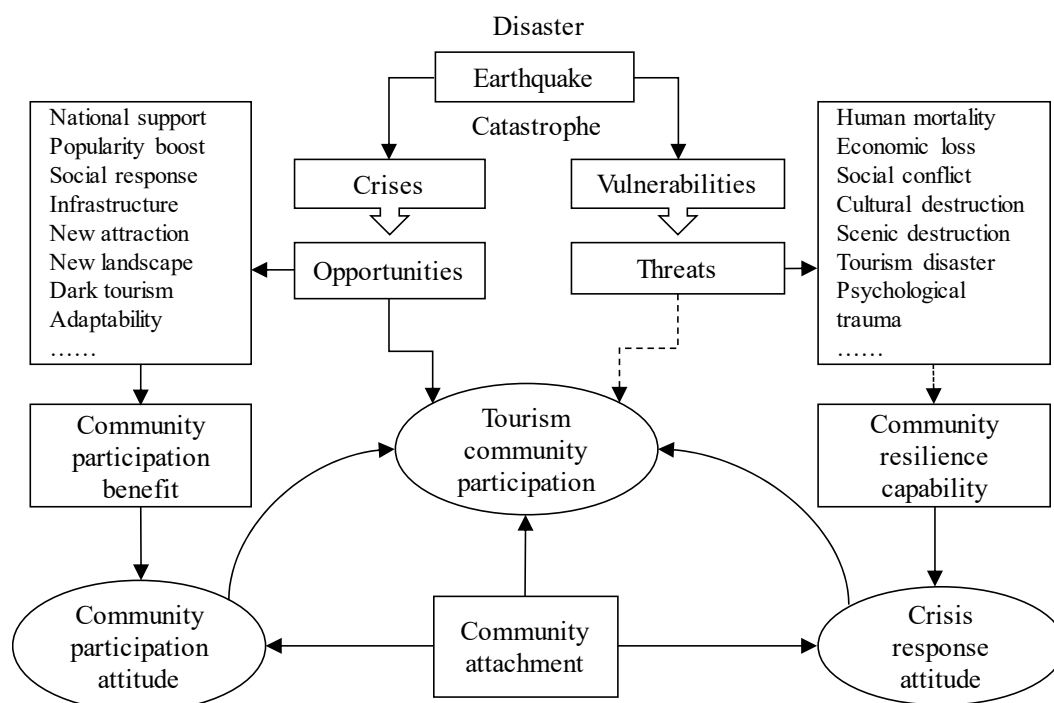 Disaster
Earthquake
Catastrophe
National support
Popularity boost
Social response
Infrastructure
New attraction
New landscape
Dark tourism
Adaptability
……
Crises
Opportunities
Vulnerabilities
Threats
Human mortality
Economic loss
Social conflict
Cultural destruction
Scenic destruction
Tourism disaster
Psychological
trauma
……
Community
participation
benefit
Tourism
community
participation
Community
resilience
capability
Community
participation
attitude
Community
attachment
Crisis
response
attitude